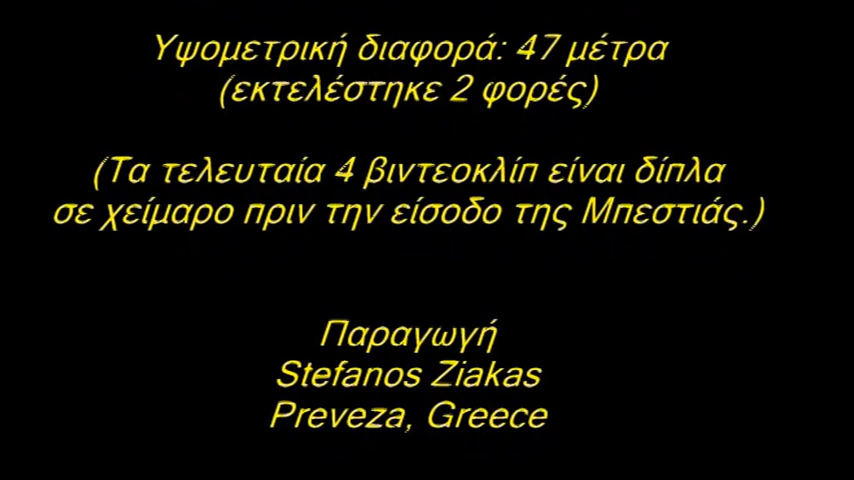 Υψομετρική διαφορά: 47 μέτρα
(εκτελέστηκε 2 φορές)
(Τα τελευταία 4 βιντεοκλίπ είναι δίπλα
σε χείμαρο πριν την είσοδο της Μπεστιάς.)
Παραγωγή
Stefanos Ziakas
Preveza, Greece